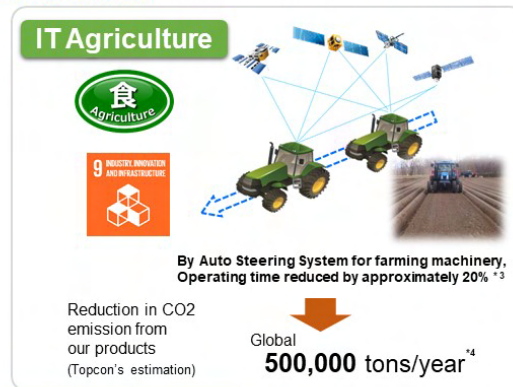 IT Agriculture
食
Agriculture
9 INDUSTRY, INNOVATION
AND INFRASTRUCTURE
By Auto Steering System for farming machinery,
Operating time reduced by approximately 20% *3
Reduction in CO2
emission from
our products
(Topcon's estimation)
Global
500,000 tons/year*4